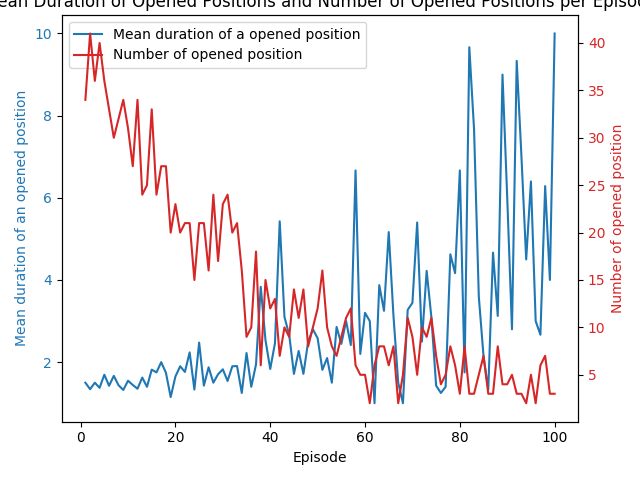 ean Duration of Opened Positions and Number of Opened Positions per Episod
Mean duration of a opened position
Number of opened position
Mean duration of an opened position
10
8
6
4
2
40
35
30
25
20
15
10
5
Number of opened position
0 20 40 60 80 100
Episode